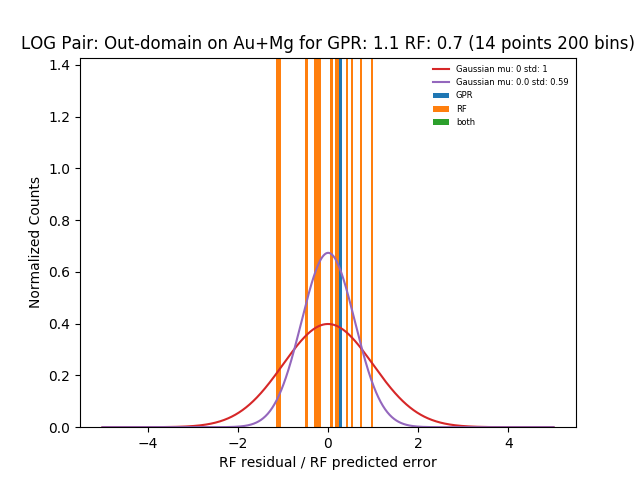 LOG Pair: Out-domain on Au+Mg for GPR: 1.1 RF: 0.7 (14 points 200 bins)
Gaussian mu: 0 std: 1
Gaussian mu: 0.0 std: 0.59
GPR
RF
both
Normalized Counts
1.4
1.2
1.0
0.8
0.6
0.4
0.2
0.0
−4
−2
0
2
4
RF residual / RF predicted error